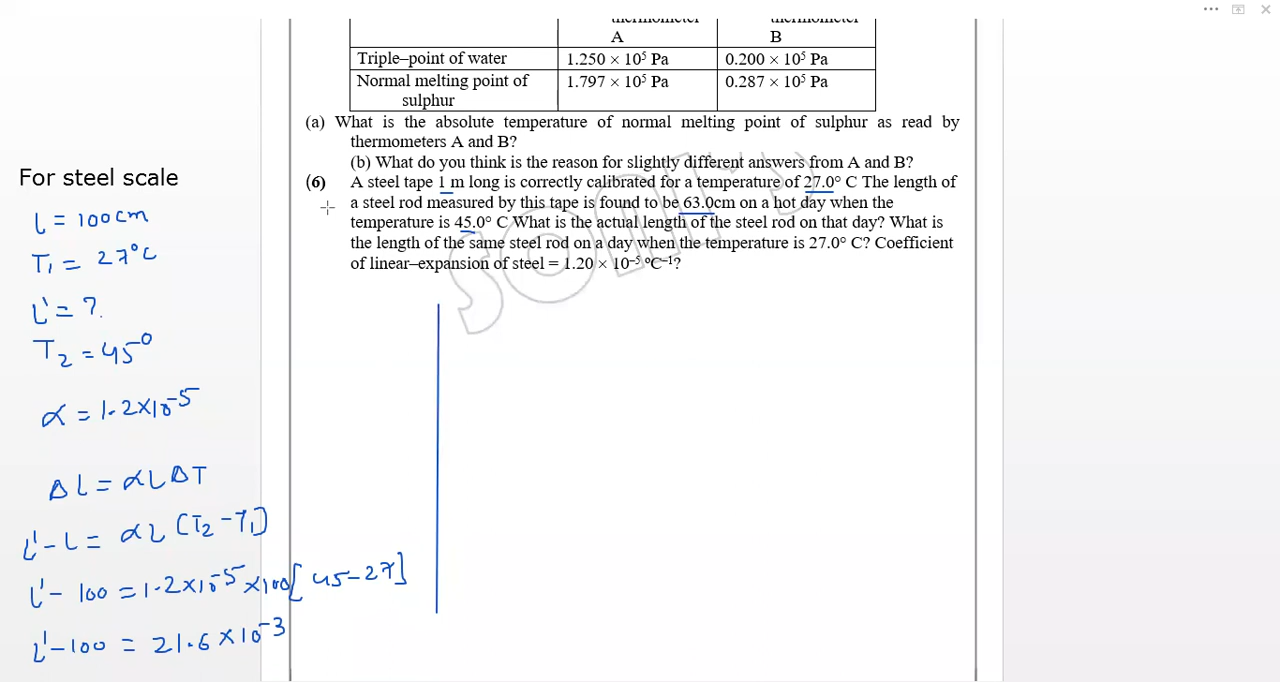 thermometer thermometer
A B
Triple–point of water 1.250 × 10⁵ Pa 0.200 × 10⁵ Pa
Normal melting point of 1.797 × 10⁵ Pa 0.287 × 10⁵ Pa
sulphur
(a) What is the absolute temperature of normal melting point of sulphur as read by
thermometers A and B?
(b) What do you think is the reason for slightly different answers from A and B?
(6) A steel tape 1 m long is correctly calibrated for a temperature of 27.0° C The length of
a steel rod measured by this tape is found to be 63.0cm on a hot day when the
temperature is 45.0° C What is the actual length of the steel rod on that day? What is
the length of the same steel rod on a day when the temperature is 27.0° C? Coefficient
of linear–expansion of steel = 1.20 × 10⁻⁵ °C⁻¹?
For steel scale
L = 100cm
T₁ = 27°C
L' = ?
T₂ = 45°
α = 1.2×10⁻⁵
ΔL = αLΔT
L'-L = αL [T₂-T₁]
L'- 100 = 1.2×10⁻⁵×100[45-27]
L'-100 = 21.6×10⁻³